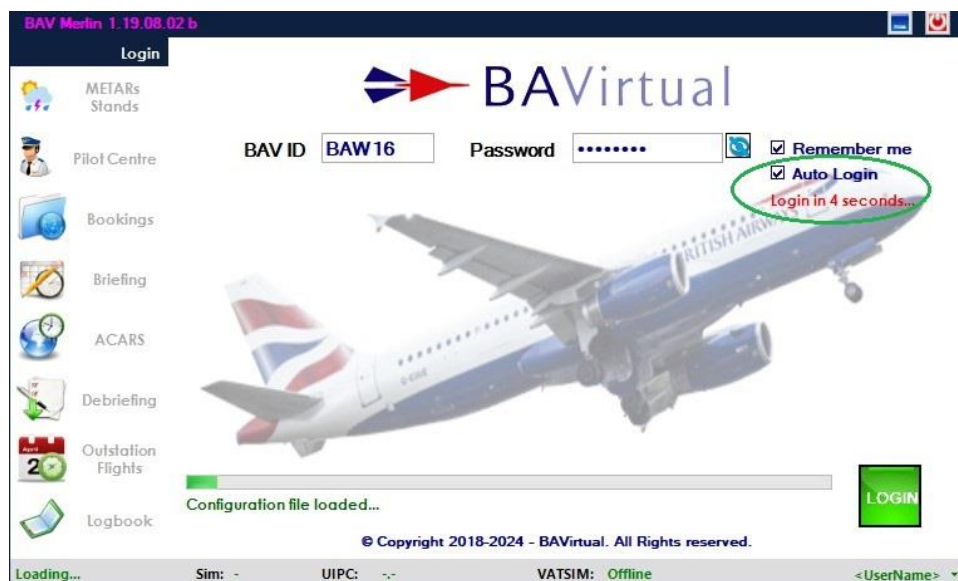 BAV Merlin 1.19.08.02 b
Login
METARs
Stands
Pilot Centre
Bookings
Briefing
ACARS
Debriefing
April
2
Outstation
Flights
Logbook
BAVirtual
BAV ID BAW16 Password ••••••••
Remember me
Auto Login
Login in 4 seconds...
BRITISH AIRWAYS
Configuration file loaded...
LOGIN
© Copyright 2018-2024 - BAVirtual. All Rights reserved.
Loading... Sim: - UIPC: -.- VATSIM: Offline <UserName>